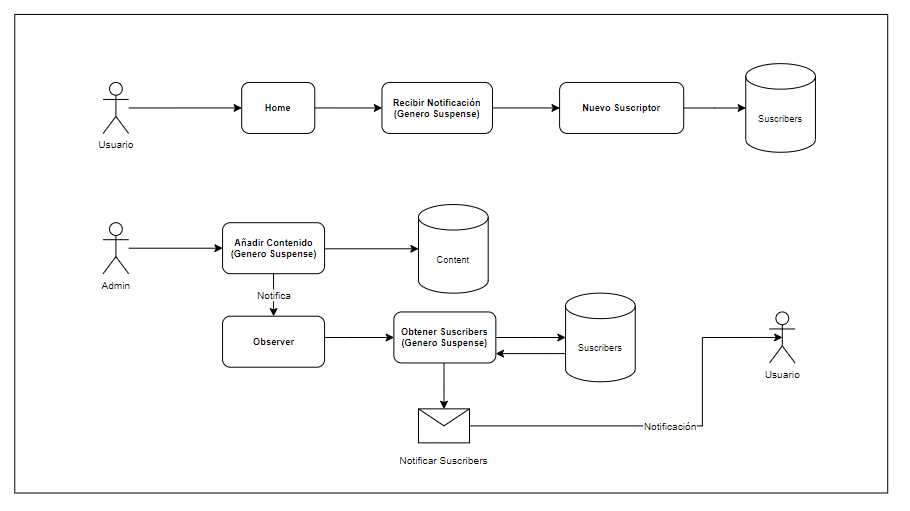 Home
Recibir Notificación
(Genero Suspense)
Nuevo Suscriptor
Suscribers
Usuario
Añadir Contenido
(Genero Suspense)
Content
Admin
Notifica
Observer
Obtener Suscribers
(Genero Suspense)
Suscribers
Usuario
Notificación
Notificar Suscribers